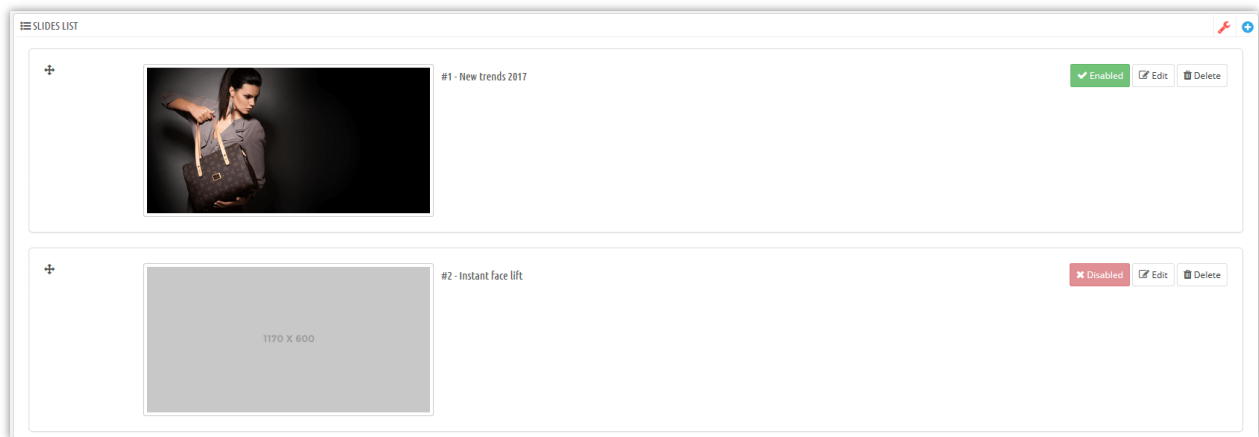 SLIDES LIST
#1 - New trends 2017
Enabled
Edit
Delete
#2 - Instant face lift
Disabled
Edit
Delete
1170 X 600